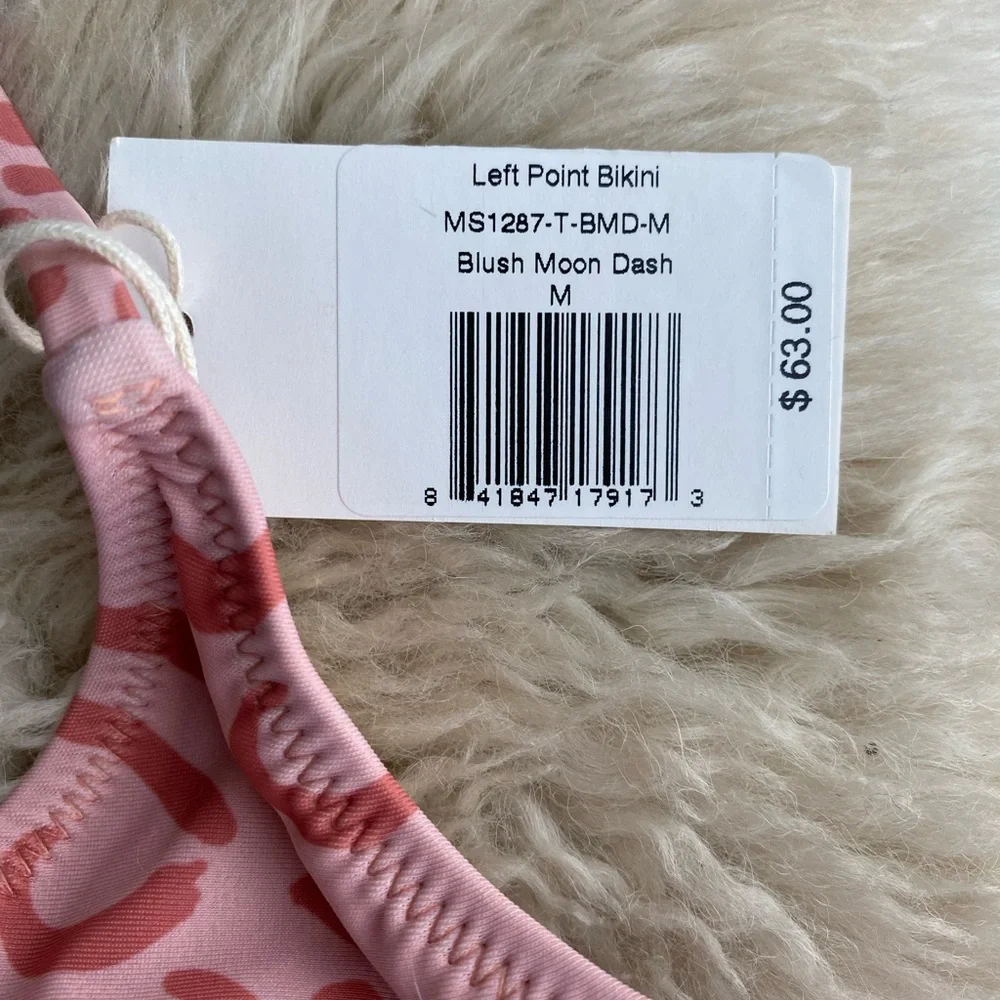 Left Point Bikini
MS1287-T-BMD-M
Blush Moon Dash
M
8 41847 17917 3
$ 63.00